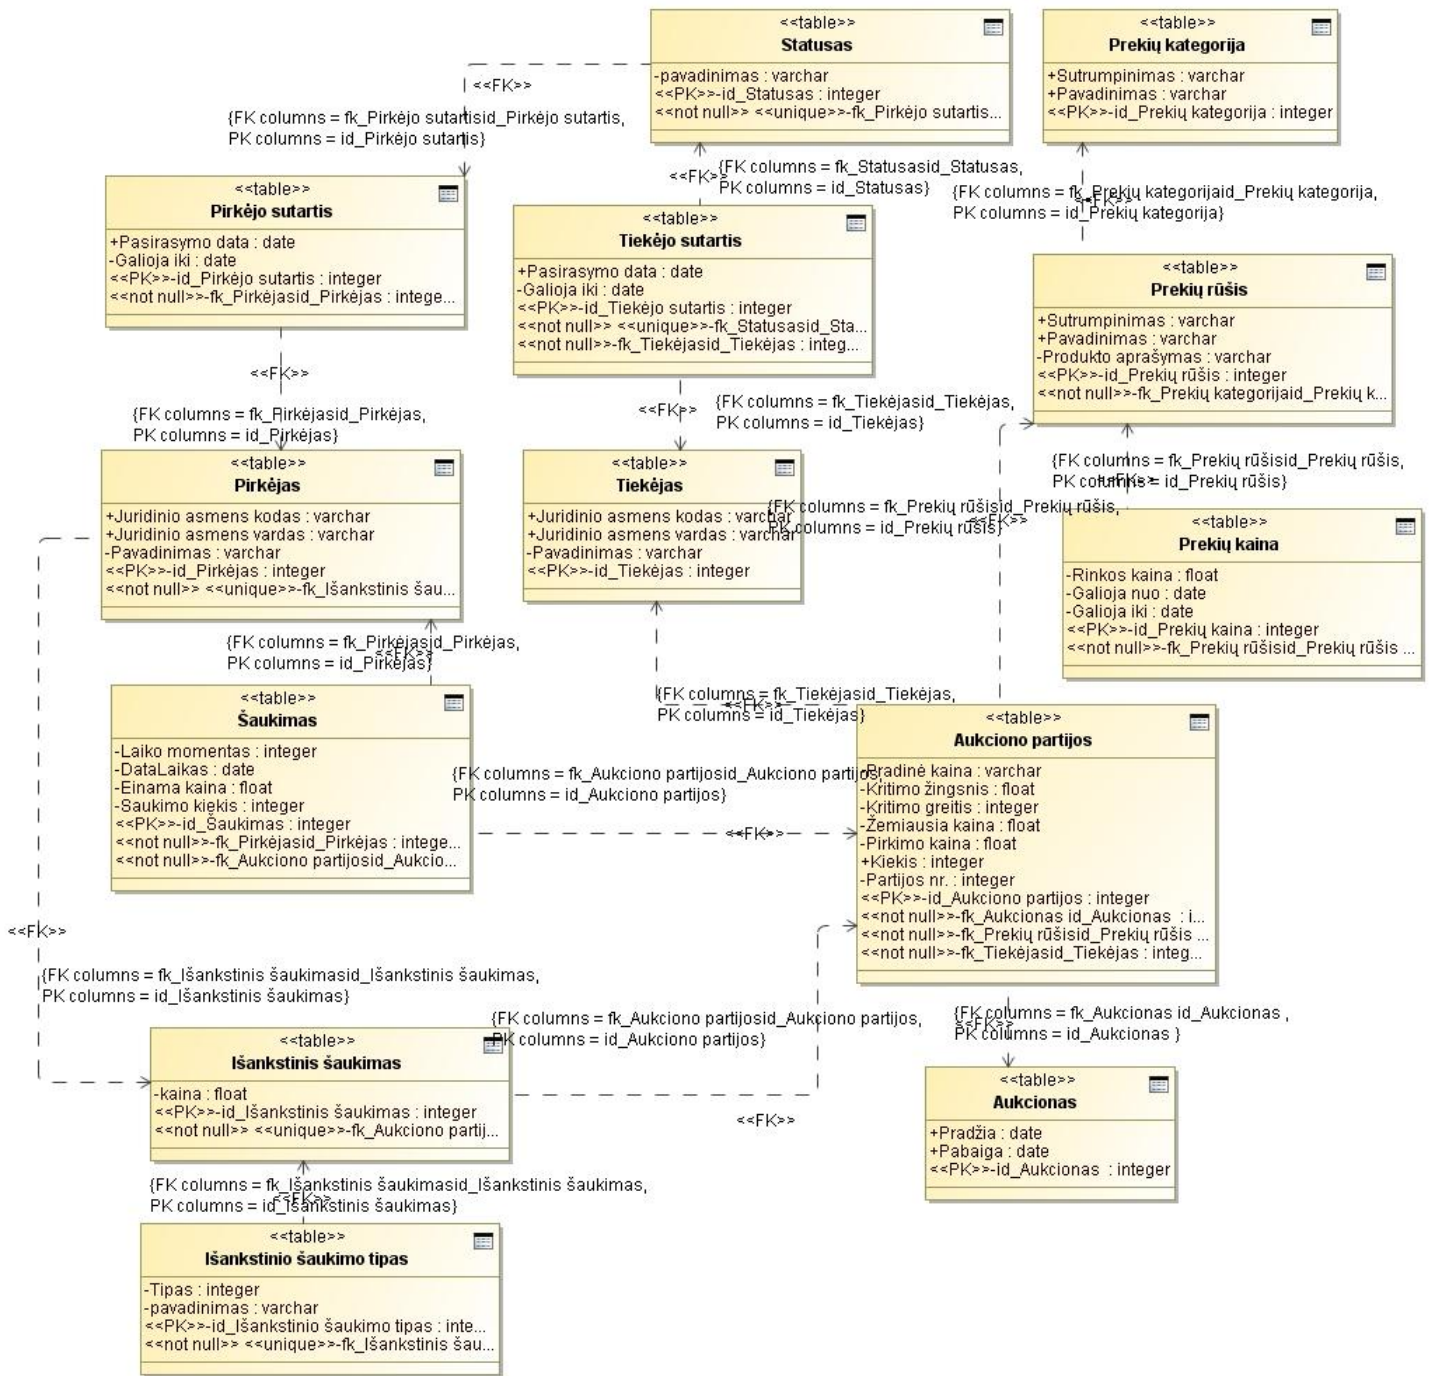 <<table>>
Statusas
-pavadinimas : varchar
<<PK>>-id_Statusas : integer
<<not null>> <<unique>>-fk_Pirkėjo sutartis...
<<table>>
Prekių kategorija
+Sutrumpinimas : varchar
+Pavadinimas : varchar
<<PK>>-id_Prekių kategorija : integer
<<FK>>
{FK columns = fk_Pirkėjo sutartisid_Pirkėjo sutartis,
PK columns = id_Pirkėjo sutartis}
<<FK>>
{FK columns = fk_Statusasid_Statusas,
PK columns = id_Statusas}
<<FK>>
{FK columns = fk_Prekių kategorijaid_Prekių kategorija,
PK columns = id_Prekių kategorija}
<<table>>
Pirkėjo sutartis
+Pasirasymo data : date
-Galioja iki : date
<<PK>>-id_Pirkėjo sutartis : integer
<<not null>>-fk_Pirkėjasid_Pirkėjas : intege...
<<table>>
Tiekėjo sutartis
+Pasirasymo data : date
-Galioja iki : date
<<PK>>-id_Tiekėjo sutartis : integer
<<not null>> <<unique>>-fk_Statusasid_Sta...
<<not null>>-fk_Tiekėjasid_Tiekėjas : integ...
<<table>>
Prekių rūšis
+Sutrumpinimas : varchar
+Pavadinimas : varchar
-Produkto aprašymas : varchar
<<PK>>-id_Prekių rūšis : integer
<<not null>>-fk_Prekių kategorijaid_Prekių k...
<<FK>>
{FK columns = fk_Pirkėjasid_Pirkėjas,
PK columns = id_Pirkėjas}
<<FK>>
{FK columns = fk_Tiekėjasid_Tiekėjas,
PK columns = id_Tiekėjas}
{FK columns = fk_Prekių rūšisid_Prekių rūšis,
PK columns = id_Prekių rūšis}
<<FK>>
<<table>>
Pirkėjas
+Juridinio asmens kodas : varchar
+Juridinio asmens vardas : varchar
-Pavadinimas : varchar
<<PK>>-id_Pirkėjas : integer
<<not null>> <<unique>>-fk_Išankstinis šau...
<<table>>
Tiekėjas
+Juridinio asmens kodas : varchar
+Juridinio asmens vardas : varchar
-Pavadinimas : varchar
<<PK>>-id_Tiekėjas : integer
{FK columns = fk_Prekių rūšisid_Prekių rūšis,
PK columns = id_Prekių rūšis}
<<FK>>
<<table>>
Prekių kaina
-Rinkos kaina : float
-Galioja nuo : date
-Galioja iki : date
<<PK>>-id_Prekių kaina : integer
<<not null>>-fk_Prekių rūšisid_Prekių rūšis ...
{FK columns = fk_Pirkėjasid_Pirkėjas,
PK columns = id_Pirkėjas}
<<FK>>
{FK columns = fk_Tiekėjasid_Tiekėjas,
PK columns = id_Tiekėjas}
<<FK>>
<<table>>
Šaukimas
-Laiko momentas : integer
-DataLaikas : date
-Einama kaina : float
-Saukimo kiękis : integer
<<PK>>-id_Šaukimas : integer
<<not null>>-fk_Pirkėjasid_Pirkėjas : intege...
<<not null>>-fk_Aukciono partijosid_Aukcio...
{FK columns = fk_Aukciono partijosid_Aukciono partijos,
PK columns = id_Aukciono partijos}
<<FK>>
<<table>>
Aukciono partijos
-Pradinė kaina : varchar
-Kritimo žingsnis : float
-Kritimo greitis : integer
-Žemiausia kaina : float
-Pirkimo kaina : float
+Kiekis : integer
-Partijos nr. : integer
<<PK>>-id_Aukciono partijos : integer
<<not null>>-fk_Aukcionas id_Aukcionas : i...
<<not null>>-fk_Prekių rūšisid_Prekių rūšis ...
<<not null>>-fk_Tiekėjasid_Tiekėjas : integ...
<<FK>>
{FK columns = fk_Išankstinis šaukimasid_Išankstinis šaukimas,
PK columns = id_Išankstinis šaukimas}
{FK columns = fk_Aukciono partijosid_Aukciono partijos,
PK columns = id_Aukciono partijos}
<<FK>>
{FK columns = fk_Aukcionas id_Aukcionas ,
PK columns = id_Aukcionas }
<<FK>>
<<table>>
Išankstinis šaukimas
-kaina : float
<<PK>>-id_Išankstinis šaukimas : integer
<<not null>> <<unique>>-fk_Aukciono partij...
<<table>>
Aukcionas
+Pradžia : date
+Pabaiga : date
<<PK>>-id_Aukcionas : integer
{FK columns = fk_Išankstinis šaukimasid_Išankstinis šaukimas,
PK columns = id_Išankstinis šaukimas}
<<FK>>
<<table>>
Išankstinio šaukimo tipas
-Tipas : integer
-pavadinimas : varchar
<<PK>>-id_Išankstinio šaukimo tipas : inte...
<<not null>> <<unique>>-fk_Išankstinis šau...